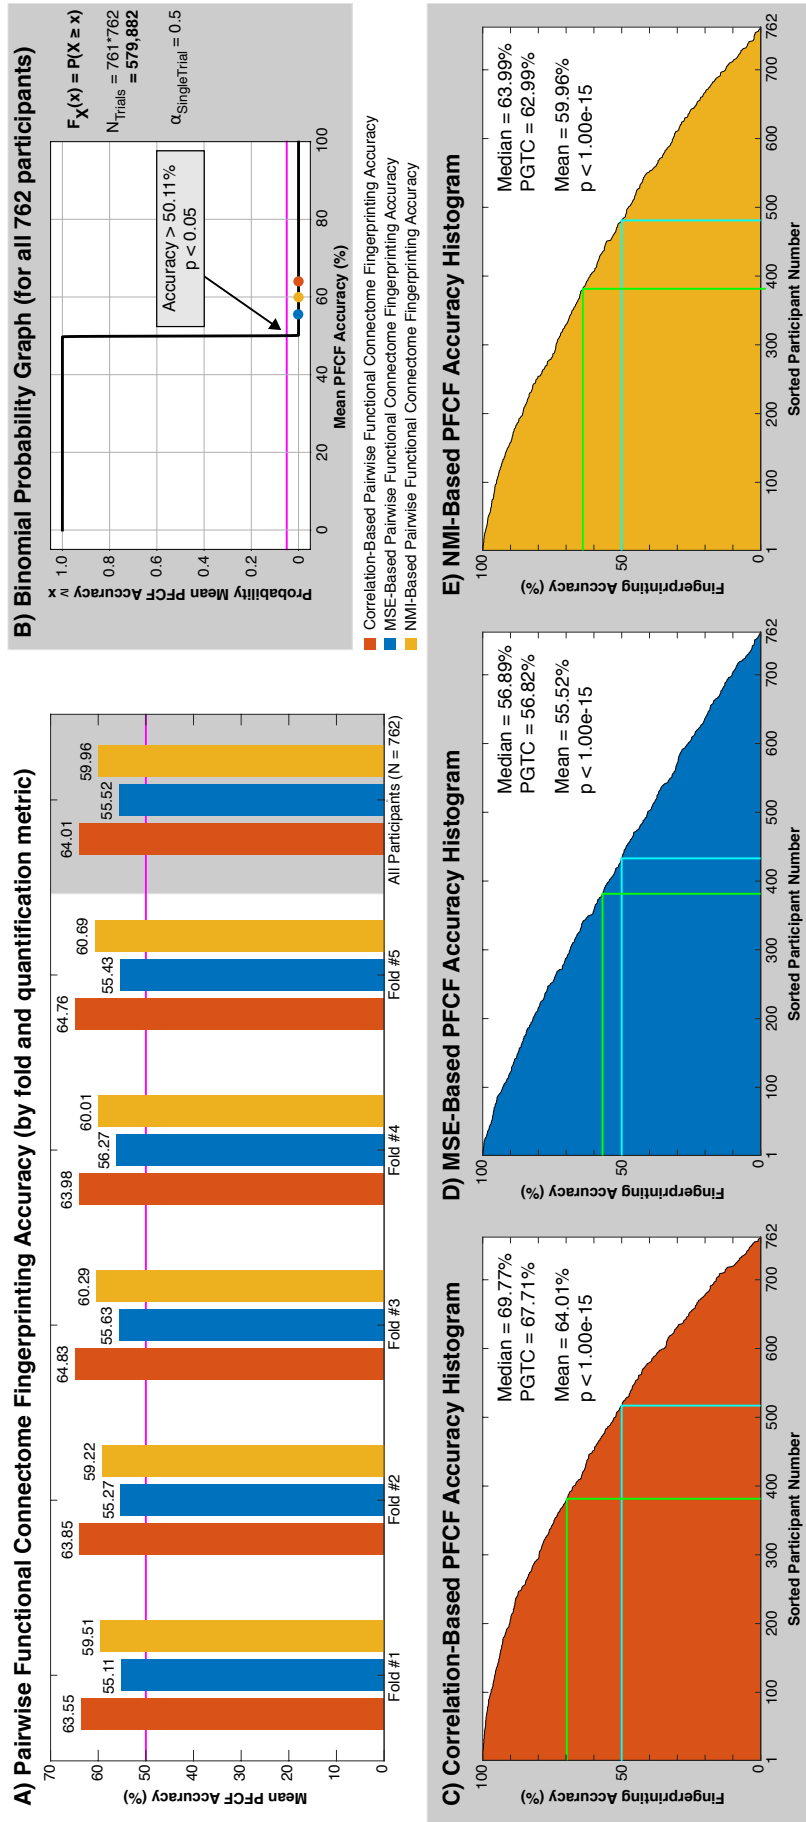 A) Pairwise Functional Connectome Fingerprinting Accuracy (by fold and quantification metric)
Mean PFCF Accuracy (%)
70
60
50
40
30
20
10
0
63.55
55.11
59.51
63.85
55.27
59.22
64.83
55.63
60.29
63.98
56.27
60.01
64.76
55.43
60.69
64.01
55.52
59.96
Fold #1
Fold #2
Fold #3
Fold #4
Fold #5
All Participants (N = 762)
B) Binomial Probability Graph (for all 762 participants)
Probability Mean PFCF Accuracy ≥ x
1.0
0.8
0.6
0.4
0.2
0
Accuracy > 50.11%
p < 0.05
0
20
40
60
80
100
Mean PFCF Accuracy (%)
FX(x) = P(X ≥ x)
NTrials = 761*762
= 579,882
αSingleTrial = 0.5
Correlation-Based Pairwise Functional Connectome Fingerprinting Accuracy
MSE-Based Pairwise Functional Connectome Fingerprinting Accuracy
NMI-Based Pairwise Functional Connectome Fingerprinting Accuracy
C) Correlation-Based PFCF Accuracy Histogram
Fingerprinting Accuracy (%)
100
50
0
Median = 69.77%
PGTC = 67.71%
Mean = 64.01%
p < 1.00e-15
1
100
200
300
400
500
600
700
762
Sorted Participant Number
D) MSE-Based PFCF Accuracy Histogram
Fingerprinting Accuracy (%)
100
50
0
Median = 56.89%
PGTC = 56.82%
Mean = 55.52%
p < 1.00e-15
1
100
200
300
400
500
600
700
762
Sorted Participant Number
E) NMI-Based PFCF Accuracy Histogram
Fingerprinting Accuracy (%)
100
50
0
Median = 63.99%
PGTC = 62.99%
Mean = 59.96%
p < 1.00e-15
1
100
200
300
400
500
600
700
762
Sorted Participant Number